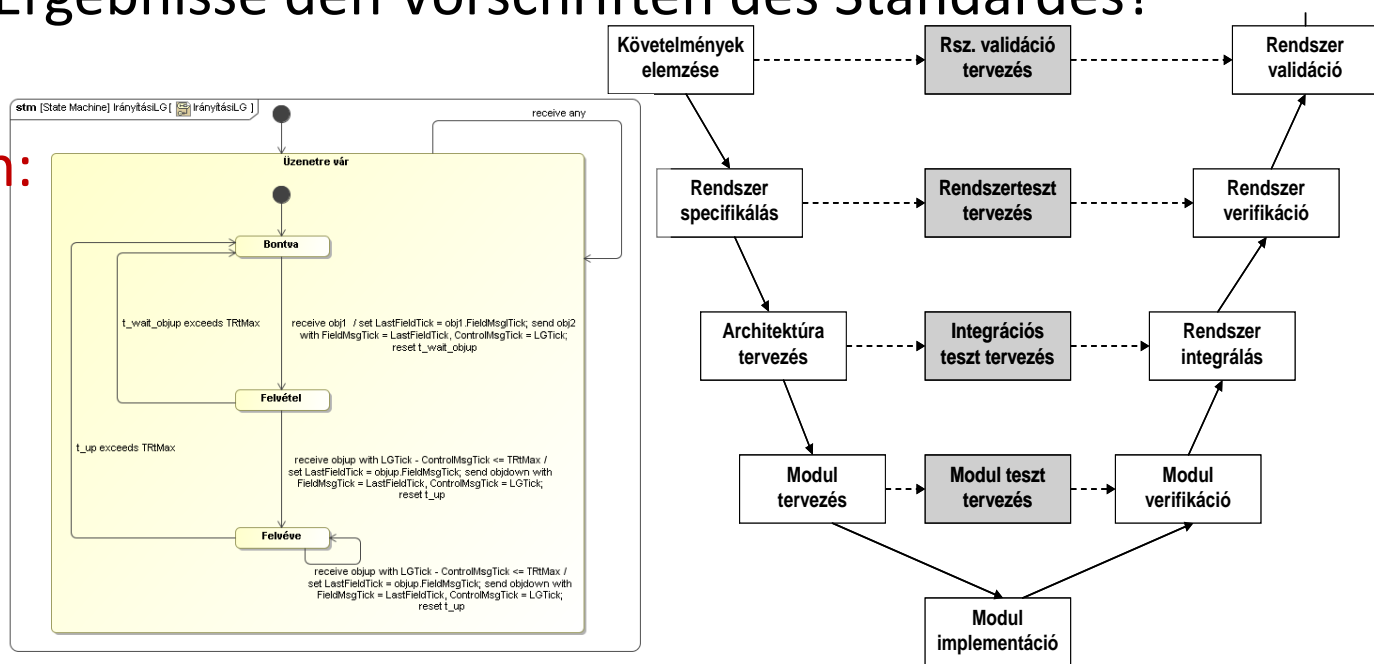 Ergebnisse den Vorschriften des Standardes?
n:
stm [State Machine] IrányításiLG [ IrányításiLG ]
receive any
Üzenetre vár
Bontva
t_wait_objup exceeds TRtMax
receive obj1 / set LastFieldTick = obj1.FieldMsglTick; send obj2
with FieldMsgTick = LastFieldTick, ControlMsgTick = LGTick;
reset t_wait_objup
Felvétel
t_up exceeds TRtMax
receive objup with LGTick - ControlMsgTick <= TRtMax /
set LastFieldTick = objup.FieldMsgTick; send objdown with
FieldMsgTick = LastFieldTick, ControlMsgTick = LGTick;
reset t_up
Felvéve
receive objup with LGTick - ControlMsgTick <= TRtMax /
set LastFieldTick = objup.FieldMsgTick; send objdown with
FieldMsgTick = LastFieldTick, ControlMsgTick = LGTick;
reset t_up
Követelmények
elemzése
Rsz. validáció
tervezés
Rendszer
validáció
Rendszer
specifikálás
Rendszerteszt
tervezés
Rendszer
verifikáció
Architektúra
tervezés
Integrációs
teszt tervezés
Rendszer
integrálás
Modul
tervezés
Modul teszt
tervezés
Modul
verifikáció
Modul
implementáció